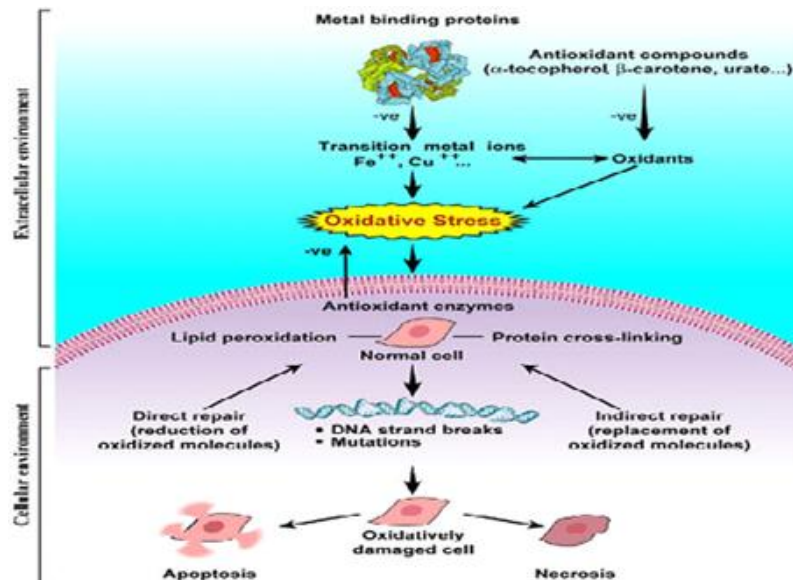 Extracellular environment
Metal binding proteins
Antioxidant compounds
(α-tocopherol, β-carotene, urate...)
-ve
-ve
Transition metal ions
Fe++, Cu++...
Oxidants
Oxidative Stress
-ve
Antioxidant enzymes
Lipid peroxidation
Protein cross-linking
Normal cell
Cellular environment
Direct repair
(reduction of
oxidized molecules)
• DNA strand breaks
• Mutations
Indirect repair
(replacement of
oxidized molecules)
Oxidatively
damaged cell
Apoptosis
Necrosis